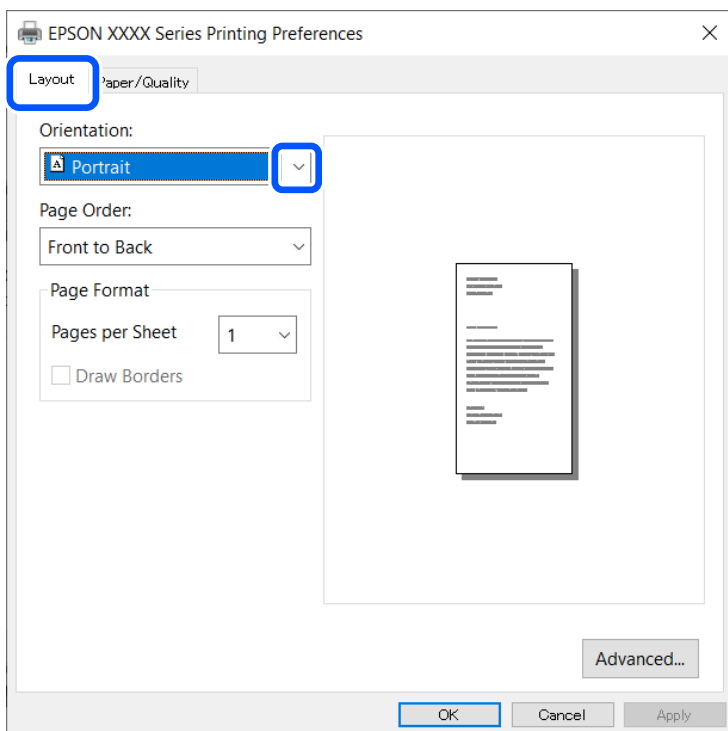 EPSON XXXX Series Printing Preferences
Layout
Paper/Quality
Orientation:
Portrait
Page Order:
Front to Back
Page Format
Pages per Sheet
1
Draw Borders
Advanced...
OK
Cancel
Apply